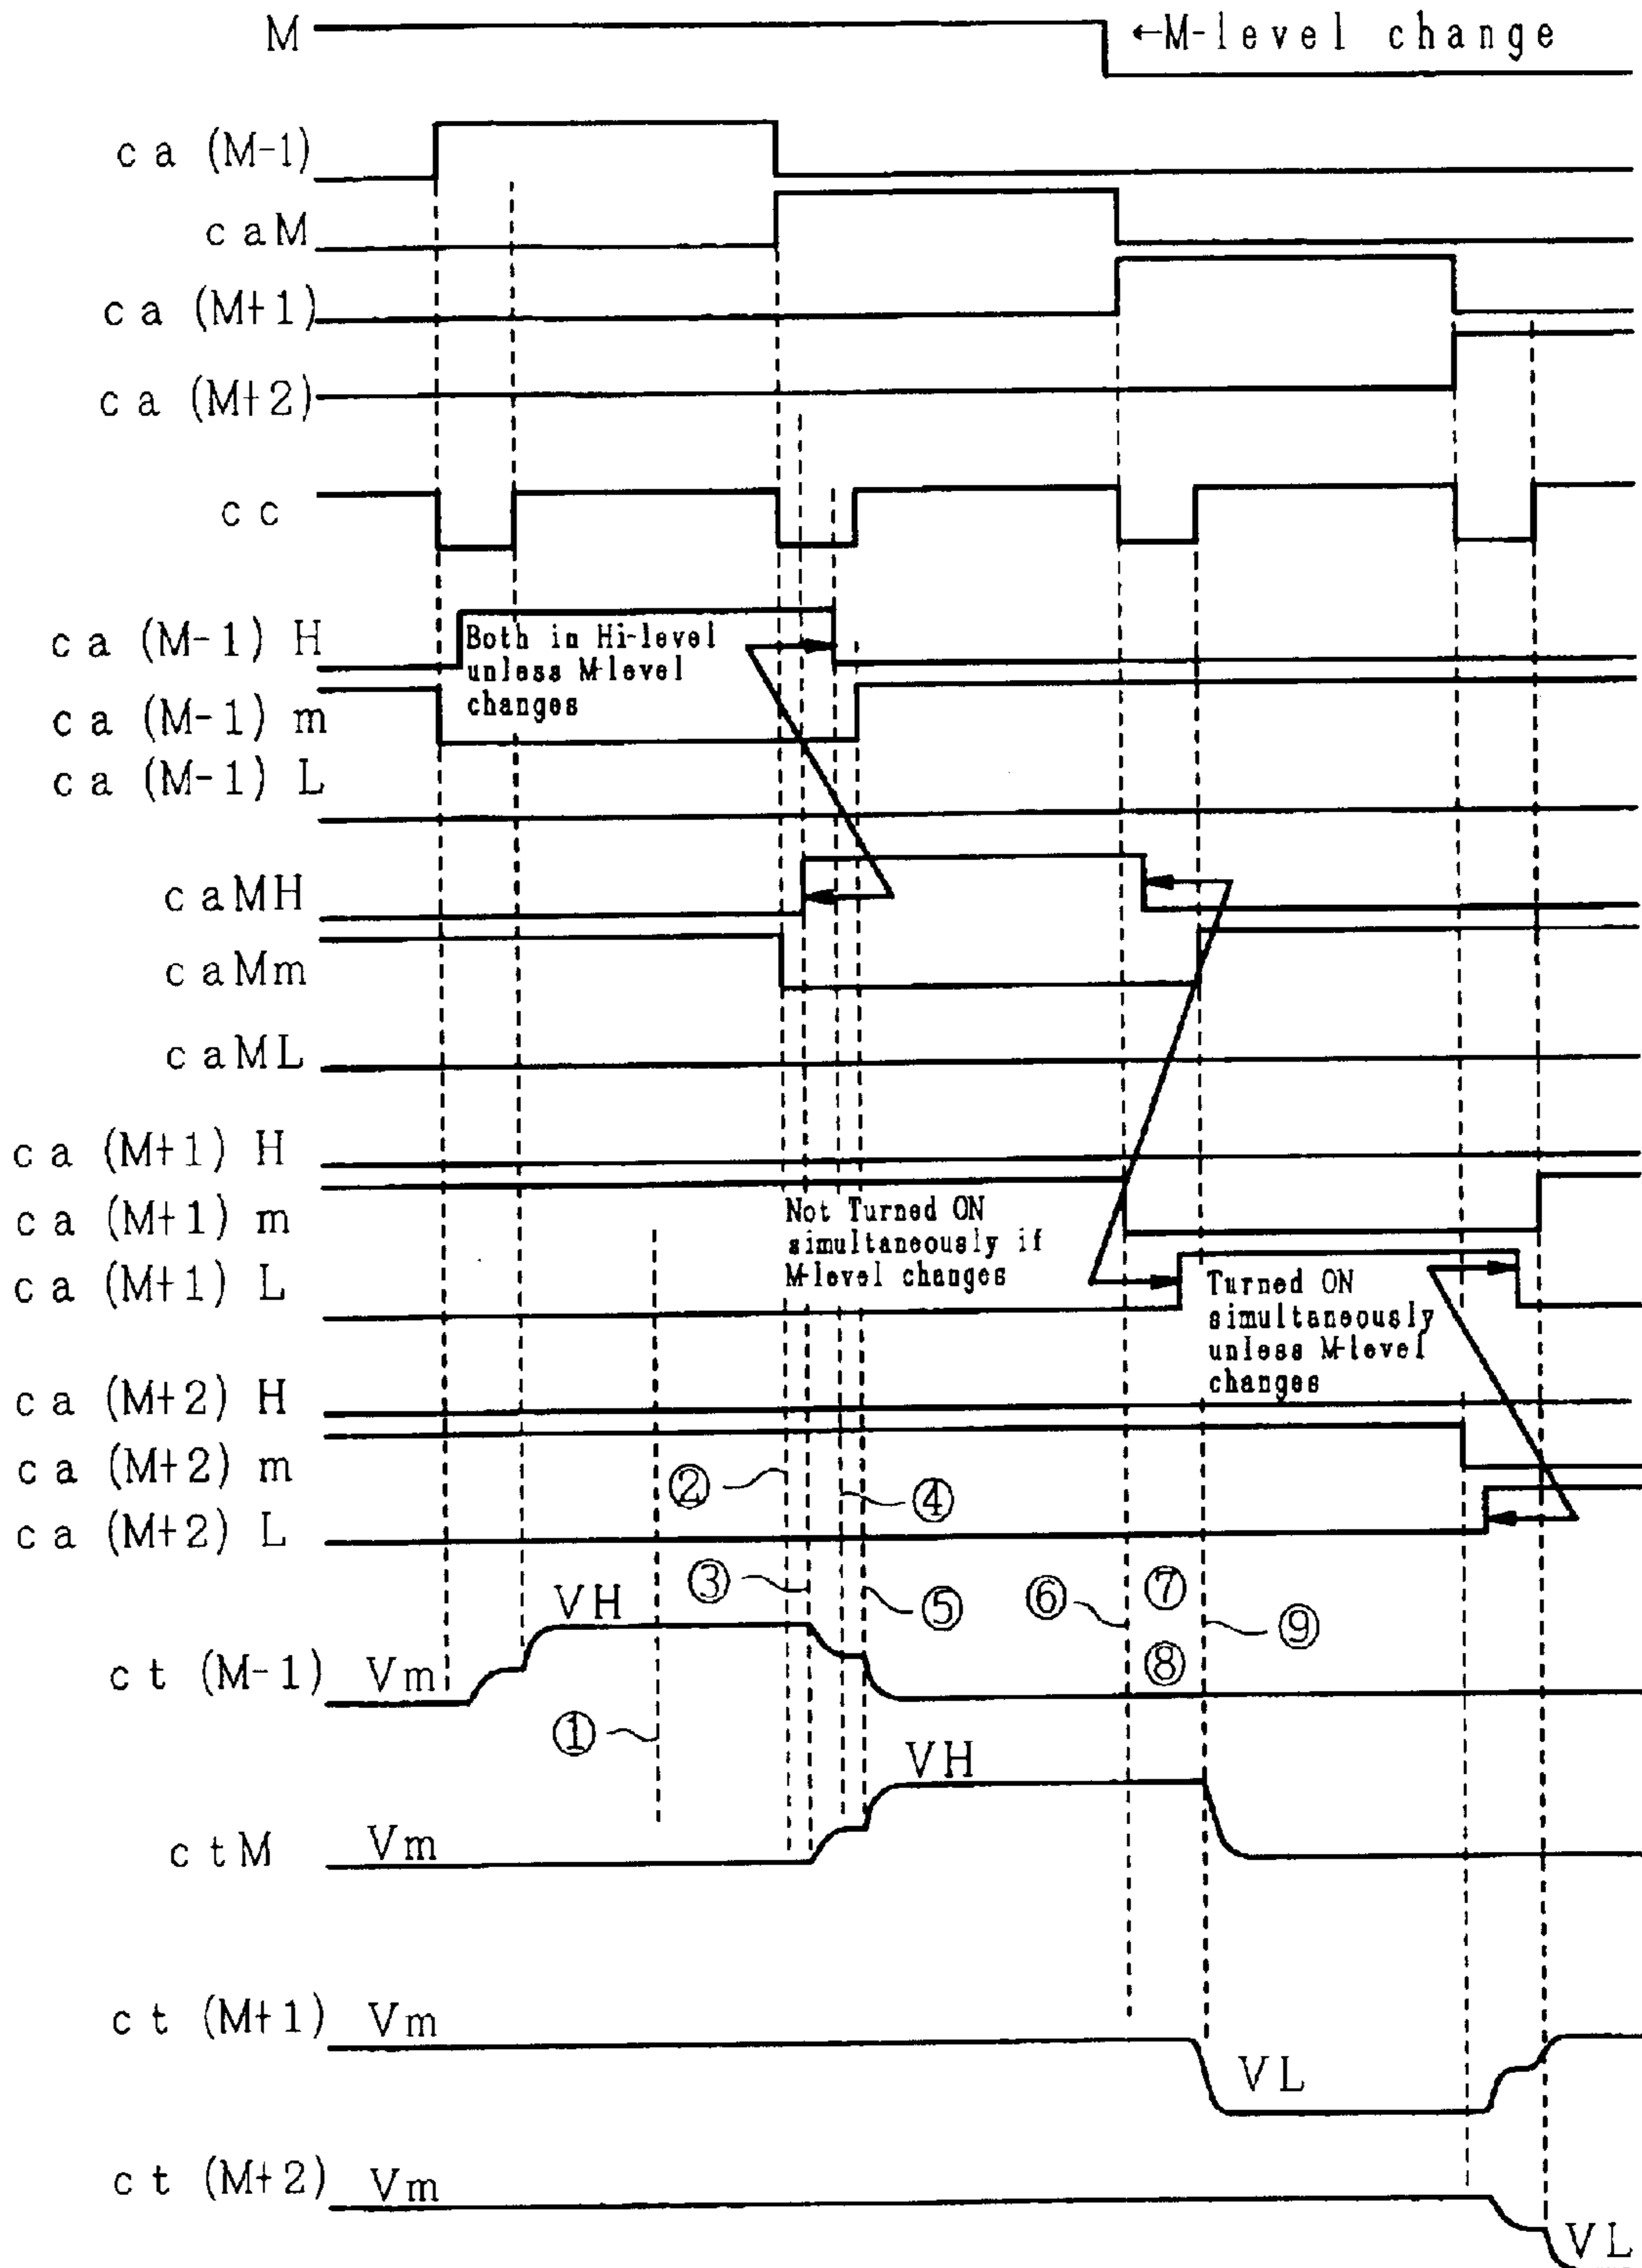 M
←M-level change
ca (M-1)
caM
ca (M+1)
ca (M+2)
cc
ca (M-1) H
Both in Hi-level
unless M-level
changes
ca (M-1) m
ca (M-1) L
caMH
caMm
caML
ca (M+1) H
ca (M+1) m
Not Turned ON
simultaneously if
M-level changes
ca (M+1) L
Turned ON
simultaneously
unless M-level
changes
ca (M+2) H
ca (M+2) m
② ④
ca (M+2) L
③ ⑤ ⑥ ⑦ ⑨
VH
ct (M-1) Vm
⑧
①
VH
ctM Vm
ct (M+1) Vm
VL
ct (M+2) Vm
VL